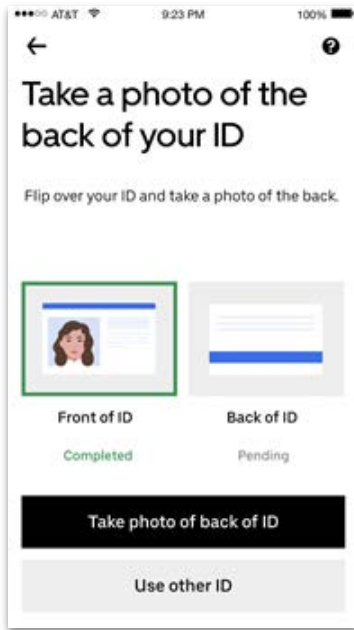 AT&T 9:23 PM 100%
?
Take a photo of the
back of your ID
Flip over your ID and take a photo of the back.
Front of ID Back of ID
Completed Pending
Take photo of back of ID
Use other ID